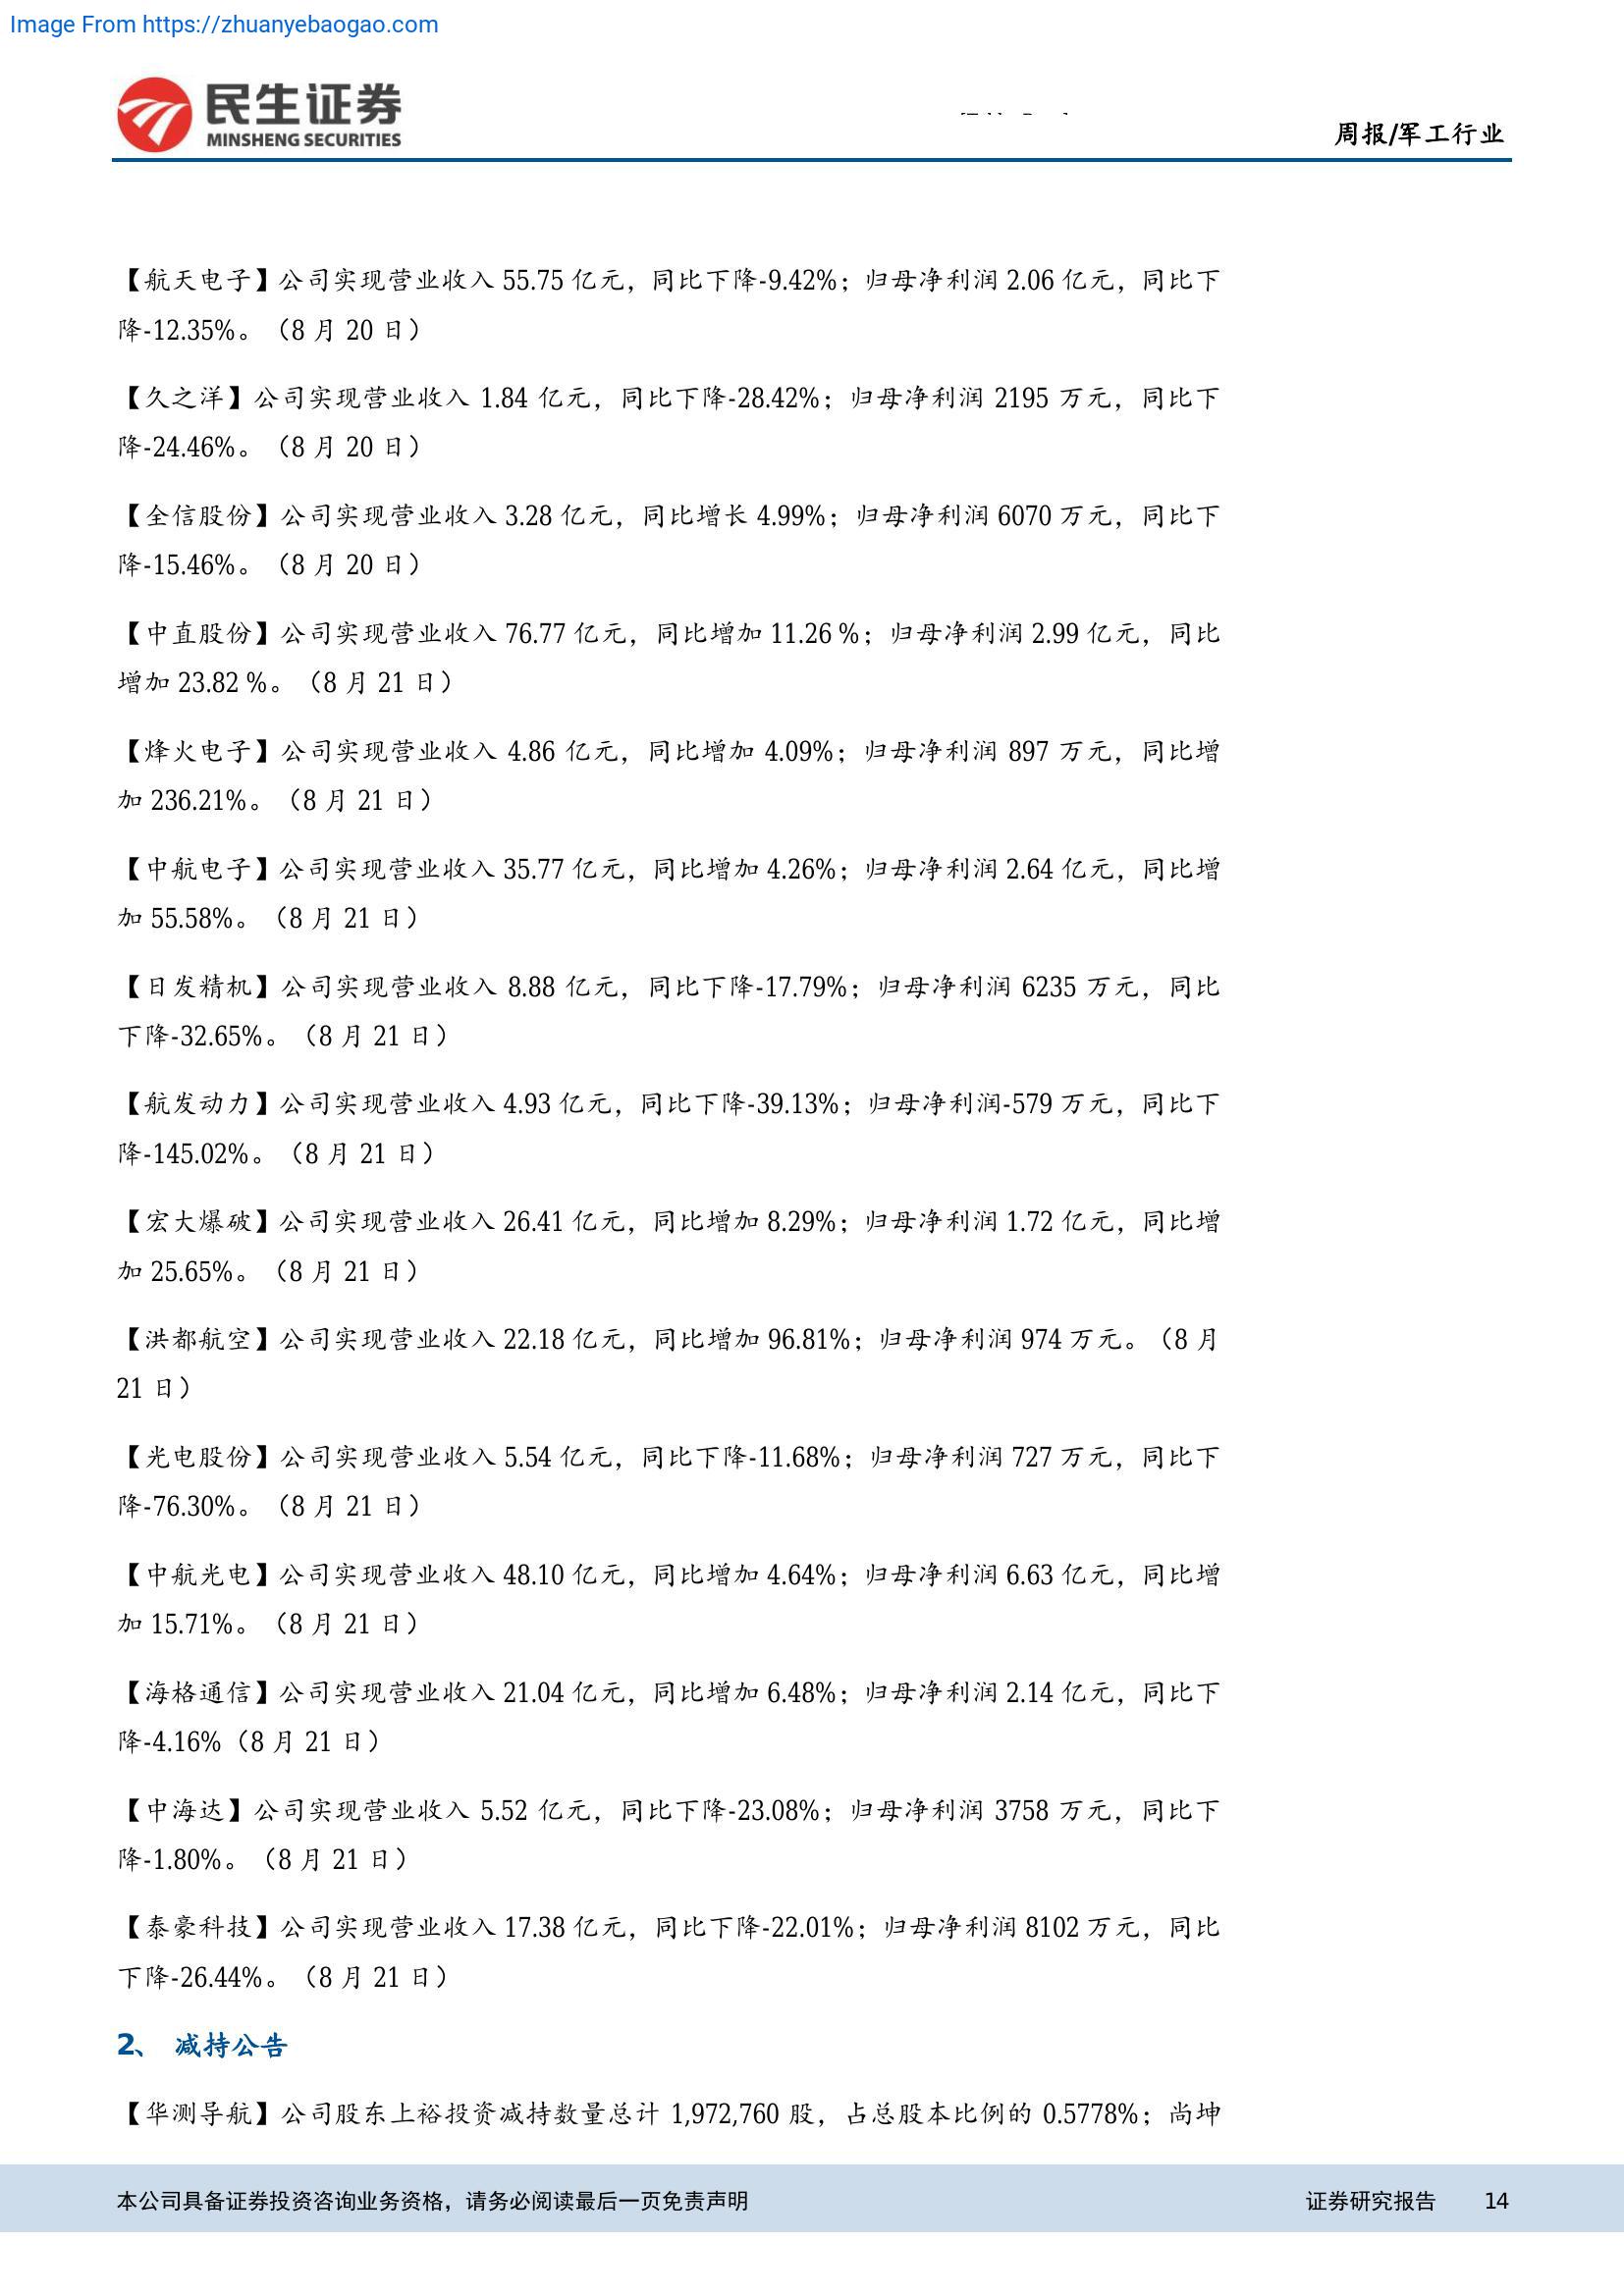 Image From https://zhuanyebaogao.com
民生证券
MINSHENG SECURITIES
周报/军工行业
【航天电子】公司实现营业收入 55.75 亿元，同比下降-9.42%；归母净利润 2.06 亿元，同比下
降-12.35%。（8 月 20 日）
【久之洋】公司实现营业收入 1.84 亿元，同比下降-28.42%；归母净利润 2195 万元，同比下
降-24.46%。（8 月 20 日）
【全信股份】公司实现营业收入 3.28 亿元，同比增长 4.99%；归母净利润 6070 万元，同比下
降-15.46%。（8 月 20 日）
【中直股份】公司实现营业收入 76.77 亿元，同比增加 11.26 %；归母净利润 2.99 亿元，同比
增加 23.82 %。（8 月 21 日）
【烽火电子】公司实现营业收入 4.86 亿元，同比增加 4.09%；归母净利润 897 万元，同比增
加 236.21%。（8 月 21 日）
【中航电子】公司实现营业收入 35.77 亿元，同比增加 4.26%；归母净利润 2.64 亿元，同比增
加 55.58%。（8 月 21 日）
【日发精机】公司实现营业收入 8.88 亿元，同比下降-17.79%；归母净利润 6235 万元，同比
下降-32.65%。（8 月 21 日）
【航发动力】公司实现营业收入 4.93 亿元，同比下降-39.13%；归母净利润-579 万元，同比下
降-145.02%。（8 月 21 日）
【宏大爆破】公司实现营业收入 26.41 亿元，同比增加 8.29%；归母净利润 1.72 亿元，同比增
加 25.65%。（8 月 21 日）
【洪都航空】公司实现营业收入 22.18 亿元，同比增加 96.81%；归母净利润 974 万元。（8 月
21 日）
【光电股份】公司实现营业收入 5.54 亿元，同比下降-11.68%；归母净利润 727 万元，同比下
降-76.30%。（8 月 21 日）
【中航光电】公司实现营业收入 48.10 亿元，同比增加 4.64%；归母净利润 6.63 亿元，同比增
加 15.71%。（8 月 21 日）
【海格通信】公司实现营业收入 21.04 亿元，同比增加 6.48%；归母净利润 2.14 亿元，同比下
降-4.16%（8 月 21 日）
【中海达】公司实现营业收入 5.52 亿元，同比下降-23.08%；归母净利润 3758 万元，同比下
降-1.80%。（8 月 21 日）
【泰豪科技】公司实现营业收入 17.38 亿元，同比下降-22.01%；归母净利润 8102 万元，同比
下降-26.44%。（8 月 21 日）
2、 减持公告
【华测导航】公司股东上裕投资减持数量总计 1,972,760 股，占总股本比例的 0.5778%；尚坤
本公司具备证券投资咨询业务资格，请务必阅读最后一页免责声明 证券研究报告 14